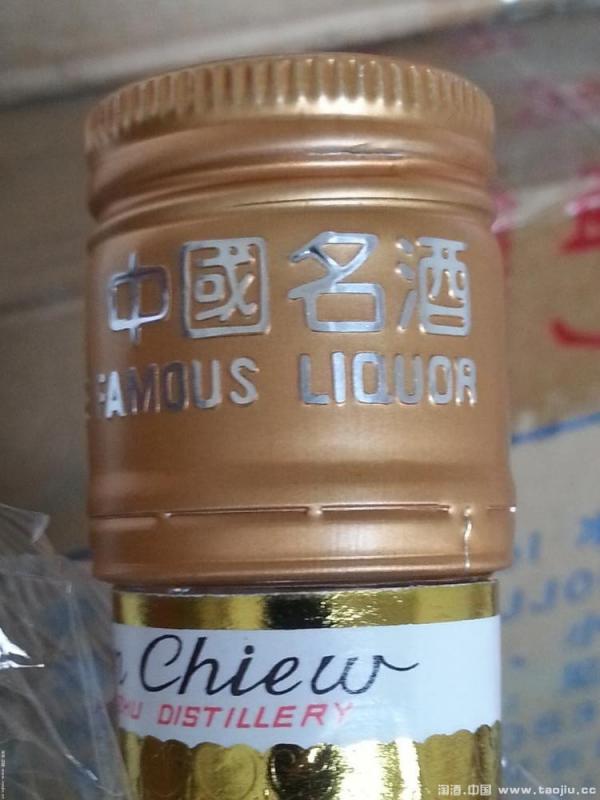 中國名酒
FAMOUS LIQUOR
Chiew
DISTILLERY
淘酒.中国 www.taojiu.cc